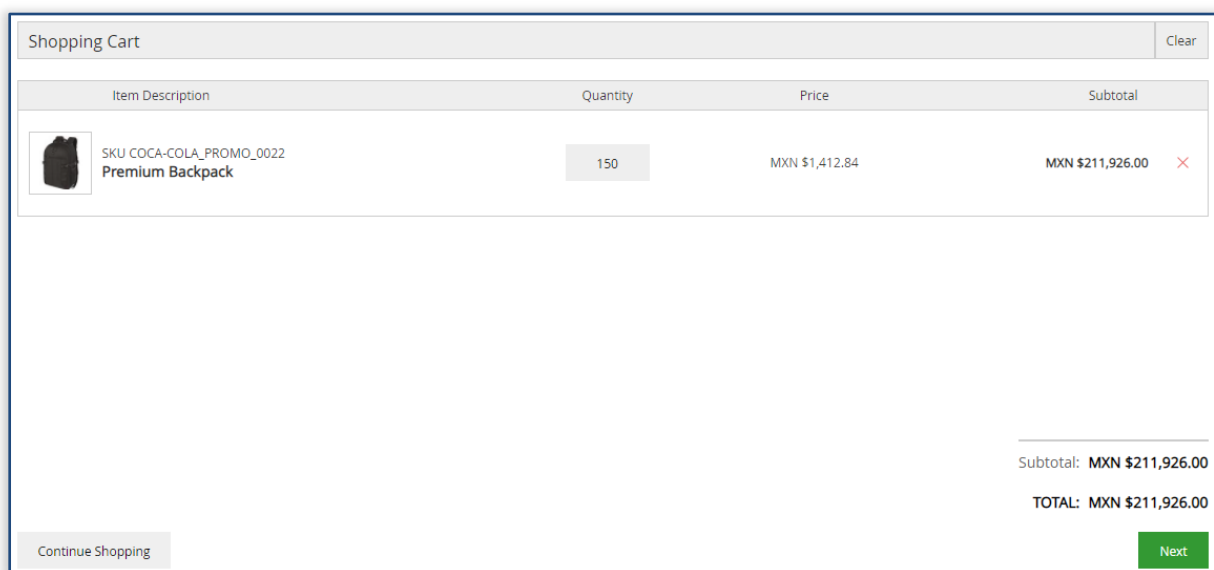 Shopping Cart Clear
Item Description Quantity Price Subtotal
SKU COCA-COLA_PROMO_0022
Premium Backpack
150 MXN $1,412.84 MXN $211,926.00
Subtotal: MXN $211,926.00
TOTAL: MXN $211,926.00
Continue Shopping Next